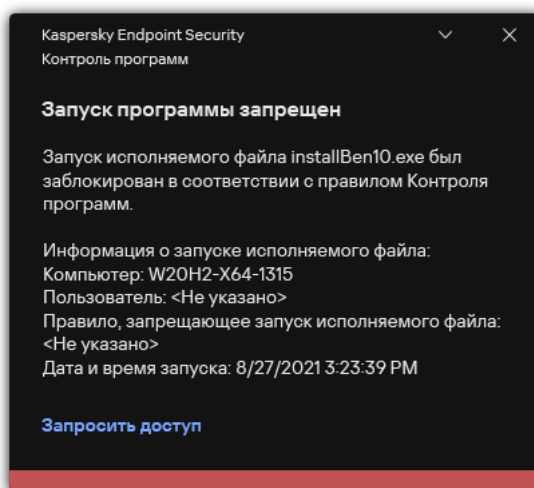 Kaspersky Endpoint Security
Контроль программ
Запуск программы запрещен
Запуск исполняемого файла installBen10.exe был
заблокирован в соответствии с правилом Контроля
программ.
Информация о запуске исполняемого файла:
Компьютер: W20H2-X64-1315
Пользователь: <Не указано>
Правило, запрещающее запуск исполняемого файла:
<Не указано>
Дата и время запуска: 8/27/2021 3:23:39 PM
Запросить доступ